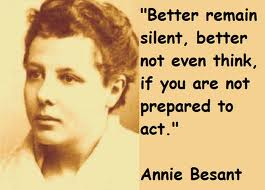 "Better remain
silent, better
not even think,
if you are not
prepared to
act."
Annie Besant